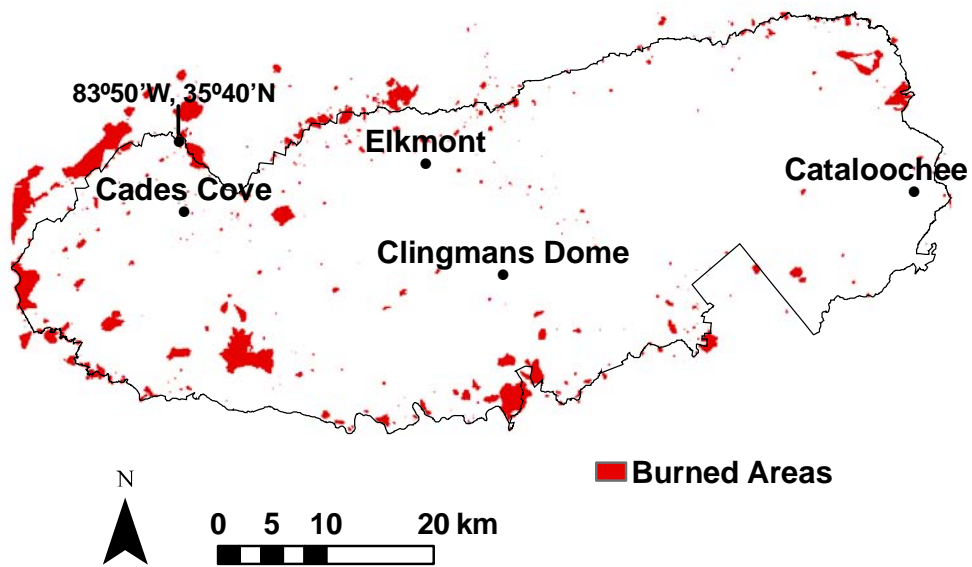 83º50’W, 35º40’N
Elkmont
Cataloochee
Cades Cove
Clingmans Dome
Burned Areas
N
0 5 10 20 km